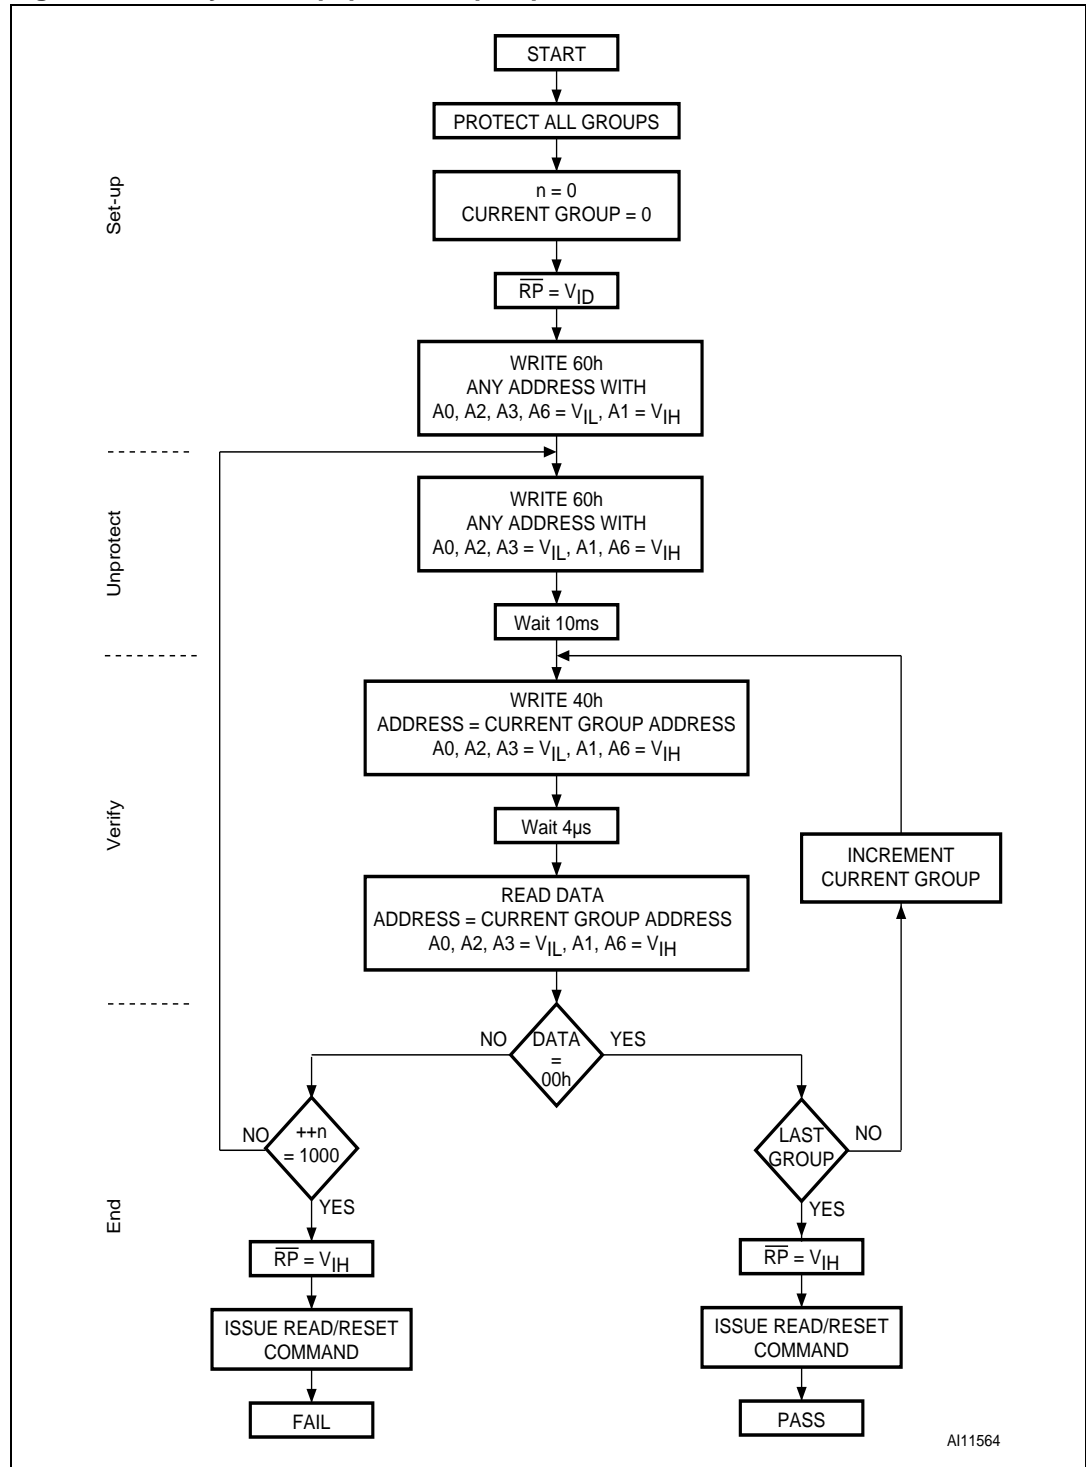 START
PROTECT ALL GROUPS
n = 0
CURRENT GROUP = 0
Set-up
R̅P̅ = VID
WRITE 60h
ANY ADDRESS WITH
A0, A2, A3, A6 = VIL, A1 = VIH
Unprotect
WRITE 60h
ANY ADDRESS WITH
A0, A2, A3 = VIL, A1, A6 = VIH
Wait 10ms
Verify
WRITE 40h
ADDRESS = CURRENT GROUP ADDRESS
A0, A2, A3 = VIL, A1, A6 = VIH
Wait 4µs
INCREMENT
CURRENT GROUP
READ DATA
ADDRESS = CURRENT GROUP ADDRESS
A0, A2, A3 = VIL, A1, A6 = VIH
End
NO
DATA
=
00h
YES
NO
++n
= 1000
YES
LAST
GROUP
NO
YES
R̅P̅ = VIH
ISSUE READ/RESET
COMMAND
FAIL
R̅P̅ = VIH
ISSUE READ/RESET
COMMAND
PASS
AI11564